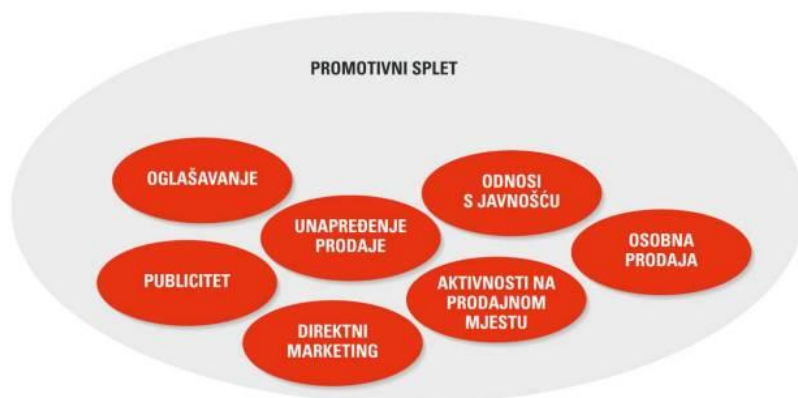 PROMOTIVNI SPLET
OGLAŠAVANJE
ODNOSI
S JAVNOŠĆU
UNAPREĐENJE
PRODAJE
OSOBNA
PRODAJA
PUBLICITET
AKTIVNOSTI NA
PRODAJNOM
MJESTU
DIREKTNI
MARKETING